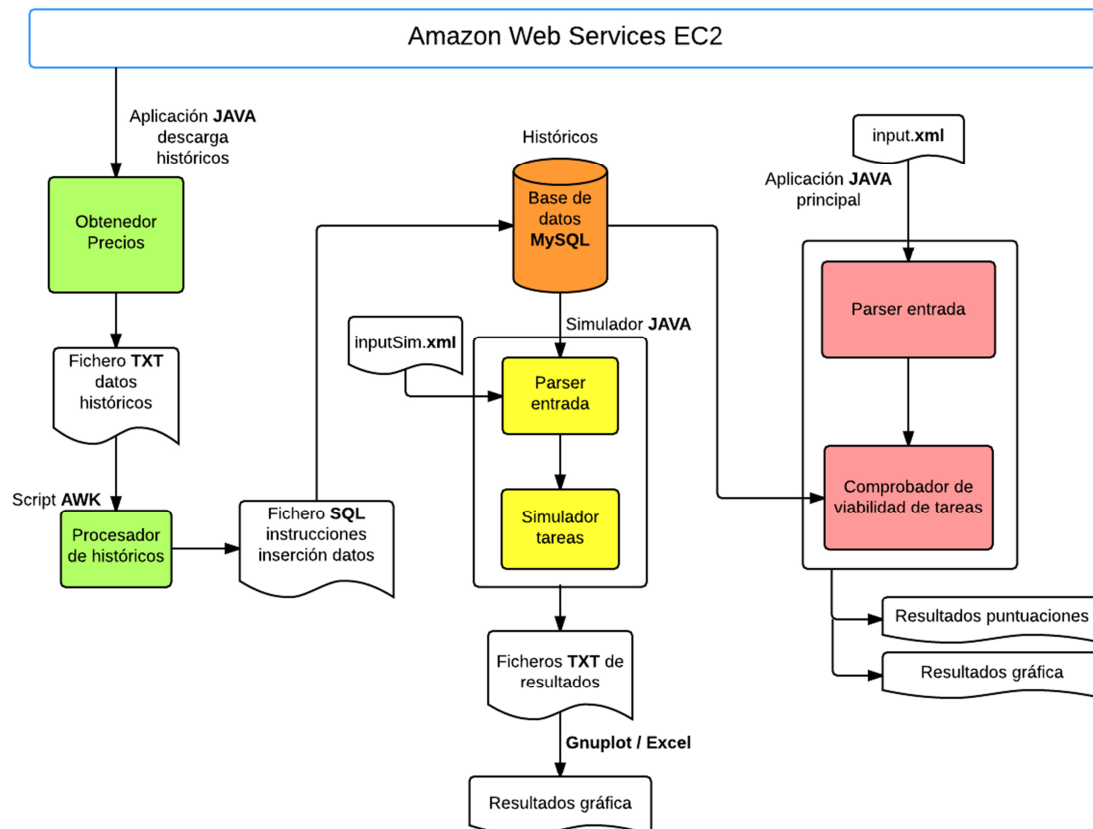 Amazon Web Services EC2
Aplicación JAVA
descarga
históricos
Obtenedor
Precios
Fichero TXT
datos
históricos
Script AWK
Procesador
de históricos
Fichero SQL
instrucciones
inserción datos
Históricos
Base de
datos
MySQL
Simulador JAVA
inputSim.xml
Parser
entrada
Simulador
tareas
Ficheros TXT de
resultados
Gnuplot / Excel
Resultados gráfica
input.xml
Aplicación JAVA
principal
Parser entrada
Comprobador de
viabilidad de tareas
Resultados puntuaciones
Resultados gráfica